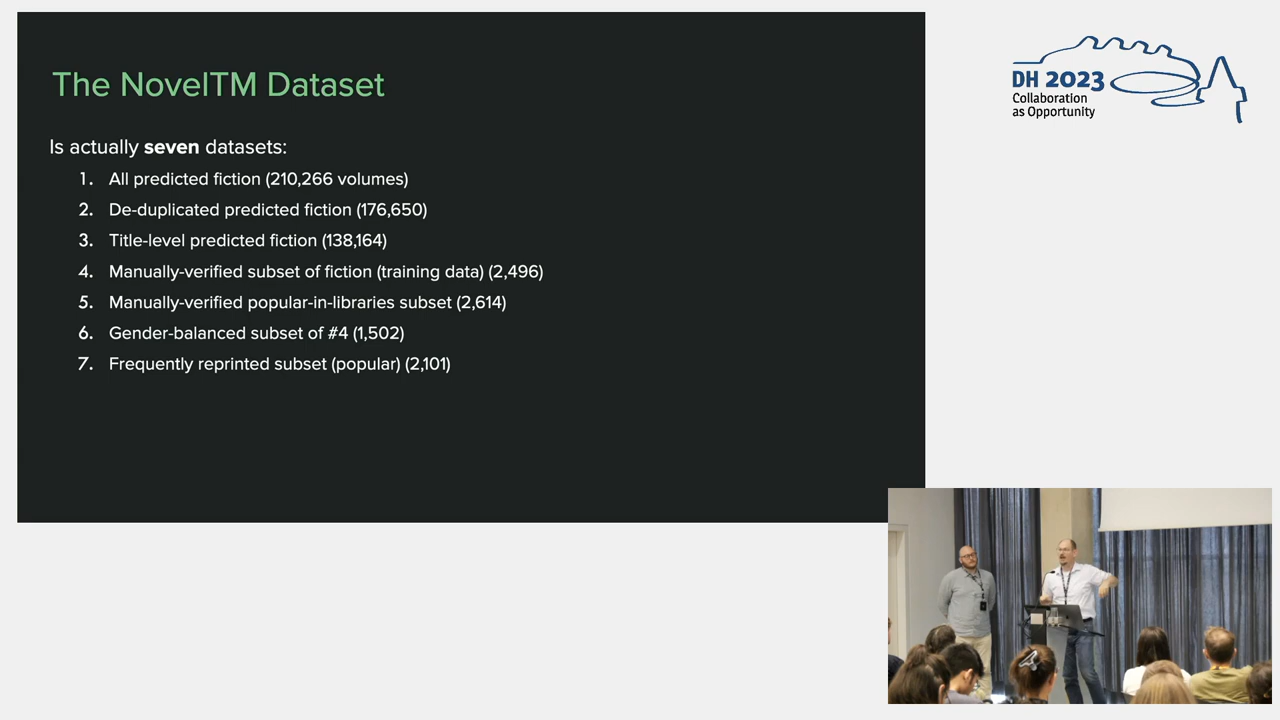 The NovelTM Dataset
Is actually seven datasets:
1. All predicted fiction (210,266 volumes)
2. De-duplicated predicted fiction (176,650)
3. Title-level predicted fiction (138,164)
4. Manually-verified subset of fiction (training data) (2,496)
5. Manually-verified popular-in-libraries subset (2,614)
6. Gender-balanced subset of #4 (1,502)
7. Frequently reprinted subset (popular) (2,101)
DH 2023
Collaboration
as Opportunity